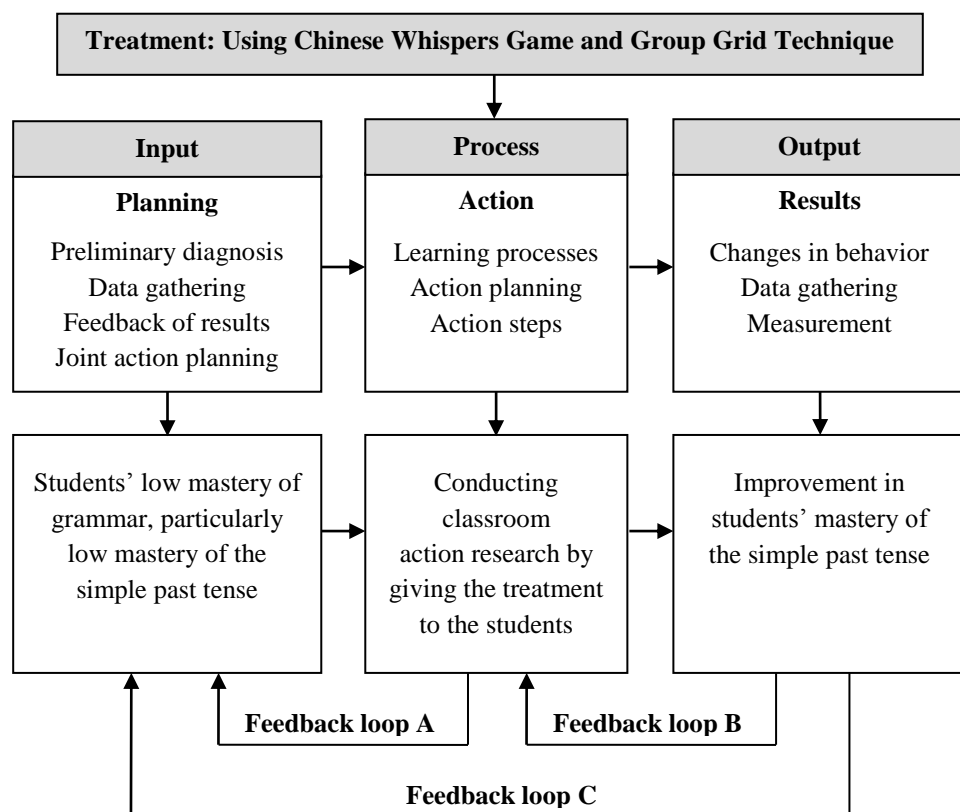 Treatment: Using Chinese Whispers Game and Group Grid Technique
Input
Planning
Preliminary diagnosis
Data gathering
Feedback of results
Joint action planning
Process
Action
Learning processes
Action planning
Action steps
Output
Results
Changes in behavior
Data gathering
Measurement
Students’ low mastery of
grammar, particularly
low mastery of the
simple past tense
Conducting
classroom
action research by
giving the treatment
to the students
Improvement in
students’ mastery of
the simple past tense
Feedback loop A
Feedback loop B
Feedback loop C